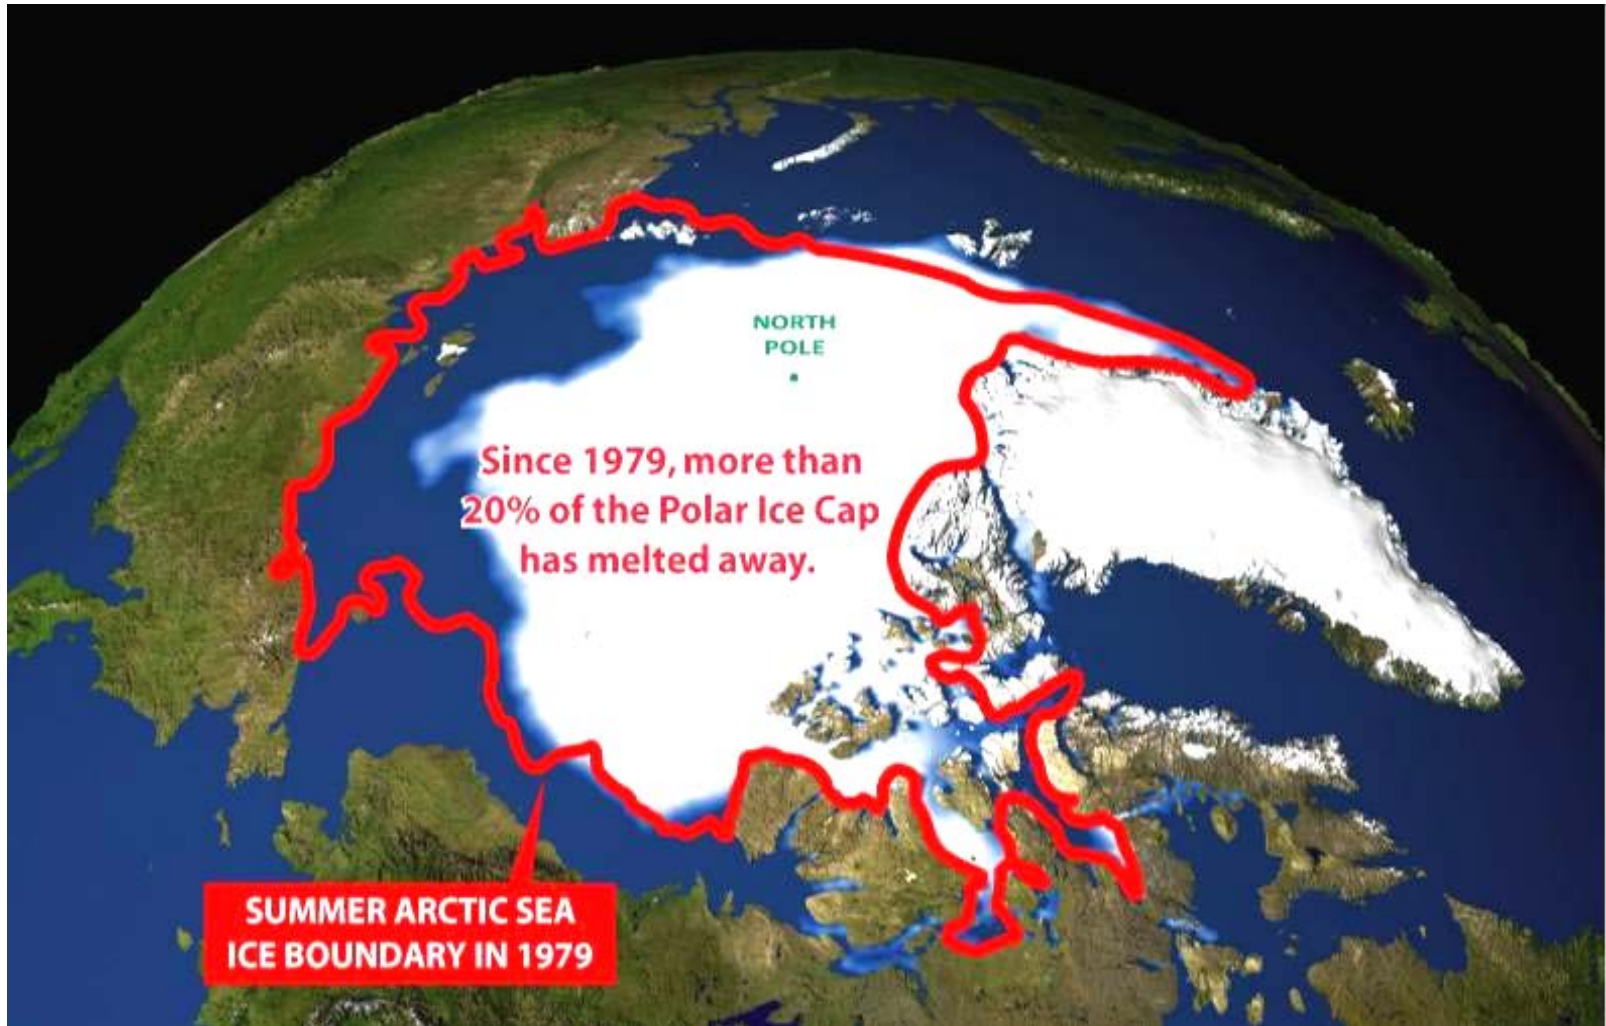 NORTH
POLE
Since 1979, more than
20% of the Polar Ice Cap
has melted away.
SUMMER ARCTIC SEA
ICE BOUNDARY IN 1979